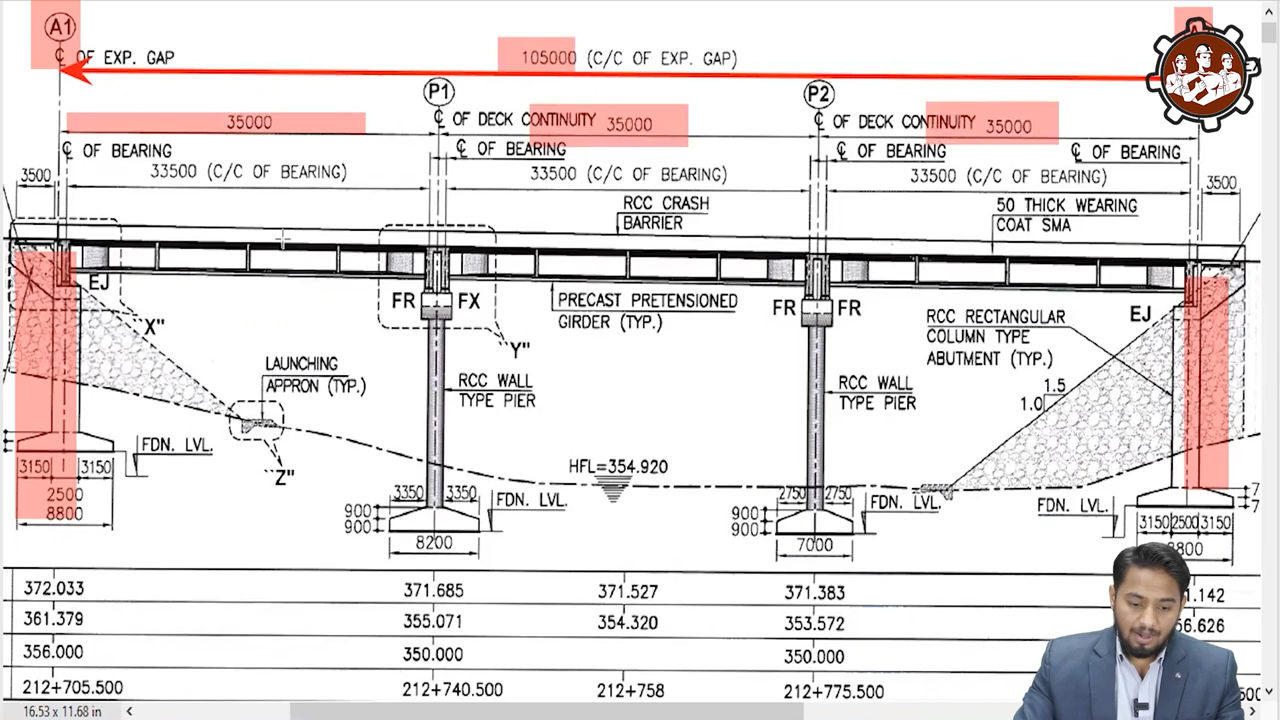 A1
℄ OF EXP. GAP
105000 (C/C OF EXP. GAP)
P1
P2
℄ OF DECK CONTINUITY
℄ OF DECK CONTINUITY
35000
35000
35000
℄ OF BEARING
℄ OF BEARING
℄ OF BEARING
℄ OF BEARING
3500
33500 (C/C OF BEARING)
33500 (C/C OF BEARING)
33500 (C/C OF BEARING)
3500
RCC CRASH
BARRIER
50 THICK WEARING
COAT SMA
EJ
FR
FX
PRECAST PRETENSIONED
GIRDER (TYP.)
FR
FR
EJ
RCC RECTANGULAR
COLUMN TYPE
ABUTMENT (TYP.)
X"
Y"
LAUNCHING
APPRON (TYP.)
RCC WALL
TYPE PIER
RCC WALL
TYPE PIER
1.5
1.0
FDN. LVL.
Z"
HFL=354.920
3150
3150
2500
8800
3350
3350
FDN. LVL.
900
900
8200
2750
2750
FDN. LVL.
900
900
7000
FDN. LVL.
3150
2500
3150
372.033
371.685
371.527
371.383
361.379
355.071
354.320
353.572
356.000
350.000
350.000
212+705.500
212+740.500
212+758
212+775.500
16.53 x 11.68 in